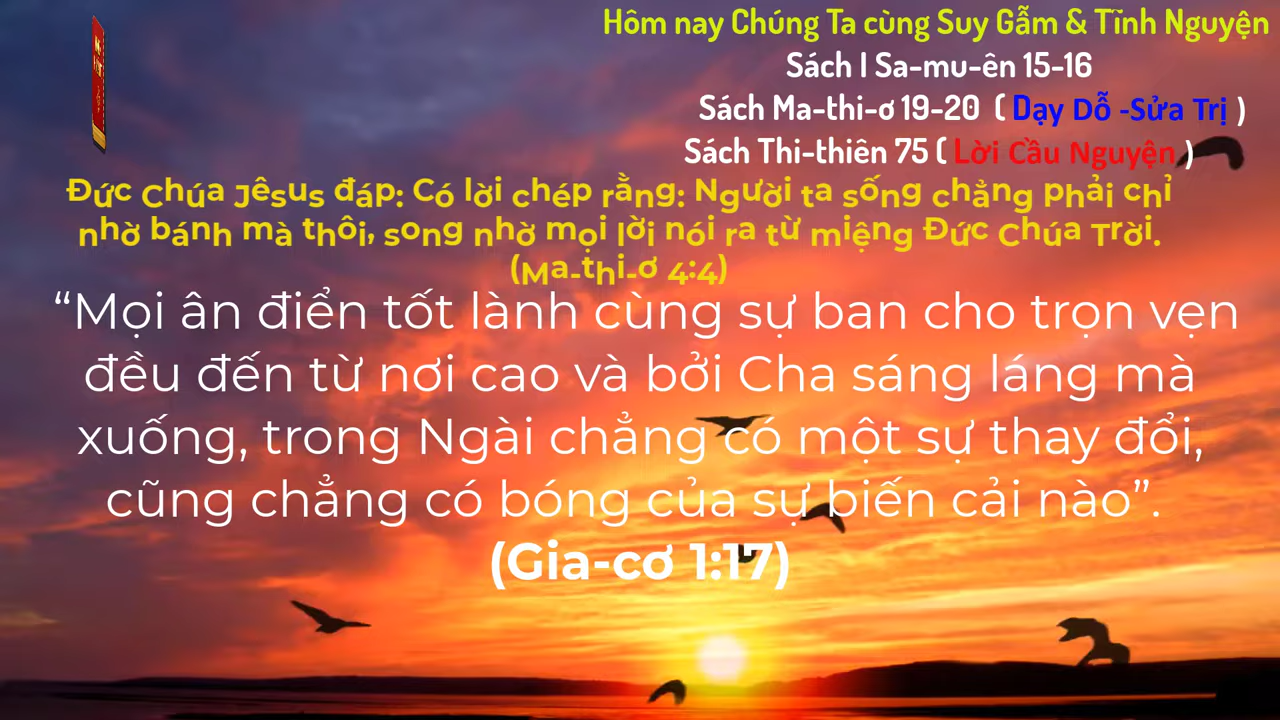 Hôm nay Chúng Ta cùng Suy Gẫm & Tĩnh Nguyện
Sách I Sa-mu-ên 15-16
Sách Ma-thi-ơ 19-20 ( Dạy Dỗ -Sửa Trị )
Sách Thi-thiên 75 ( Lời Cầu Nguyện )
Đức Chúa Jêsus đáp: Có lời chép rằng: Người ta sống chẳng phải chỉ
nhờ bánh mà thôi, song nhờ mọi lời nói ra từ miệng Đức Chúa Trời.
(Ma-thi-ơ 4:4)
“Mọi ân điển tốt lành cùng sự ban cho trọn vẹn
đều đến từ nơi cao và bởi Cha sáng láng mà
xuống, trong Ngài chẳng có một sự thay đổi,
cũng chẳng có bóng của sự biến cải nào”.
(Gia-cơ 1:17)